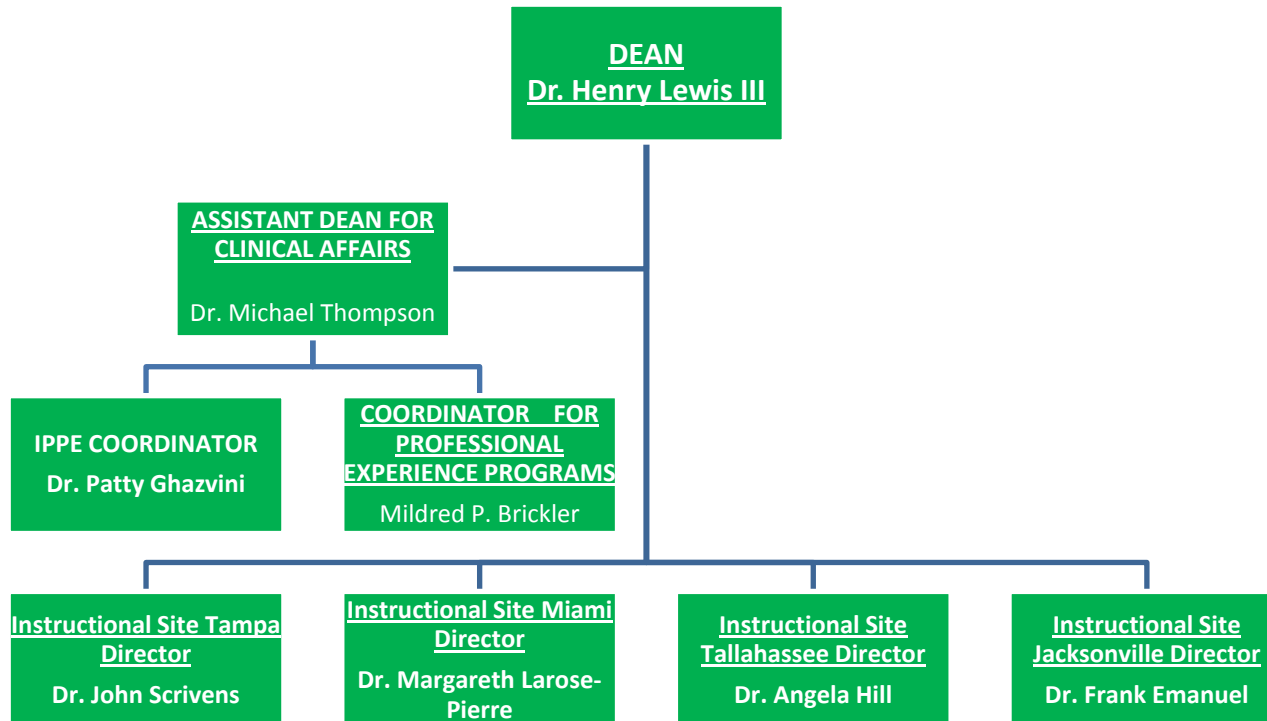 DEAN
Dr. Henry Lewis III
ASSISTANT DEAN FOR
CLINICAL AFFAIRS
Dr. Michael Thompson
IPPE COORDINATOR
Dr. Patty Ghazvini
COORDINATOR FOR
PROFESSIONAL
EXPERIENCE PROGRAMS
Mildred P. Brickler
Instructional Site Tampa
Director
Dr. John Scrivens
Instructional Site Miami
Director
Dr. Margareth Larose-
Pierre
Instructional Site
Tallahassee Director
Dr. Angela Hill
Instructional Site
Jacksonville Director
Dr. Frank Emanuel